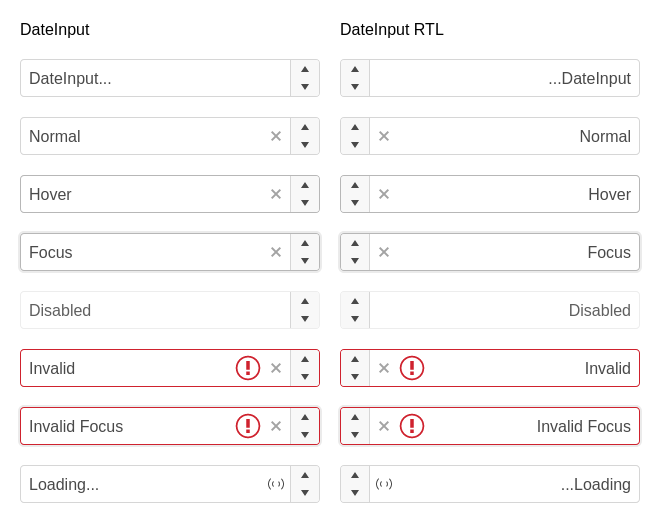 DateInput
DateInput RTL
DateInput...
...DateInput
Normal
Normal
Hover
Hover
Focus
Focus
Disabled
Disabled
Invalid
Invalid
Invalid Focus
Invalid Focus
Loading...
...Loading